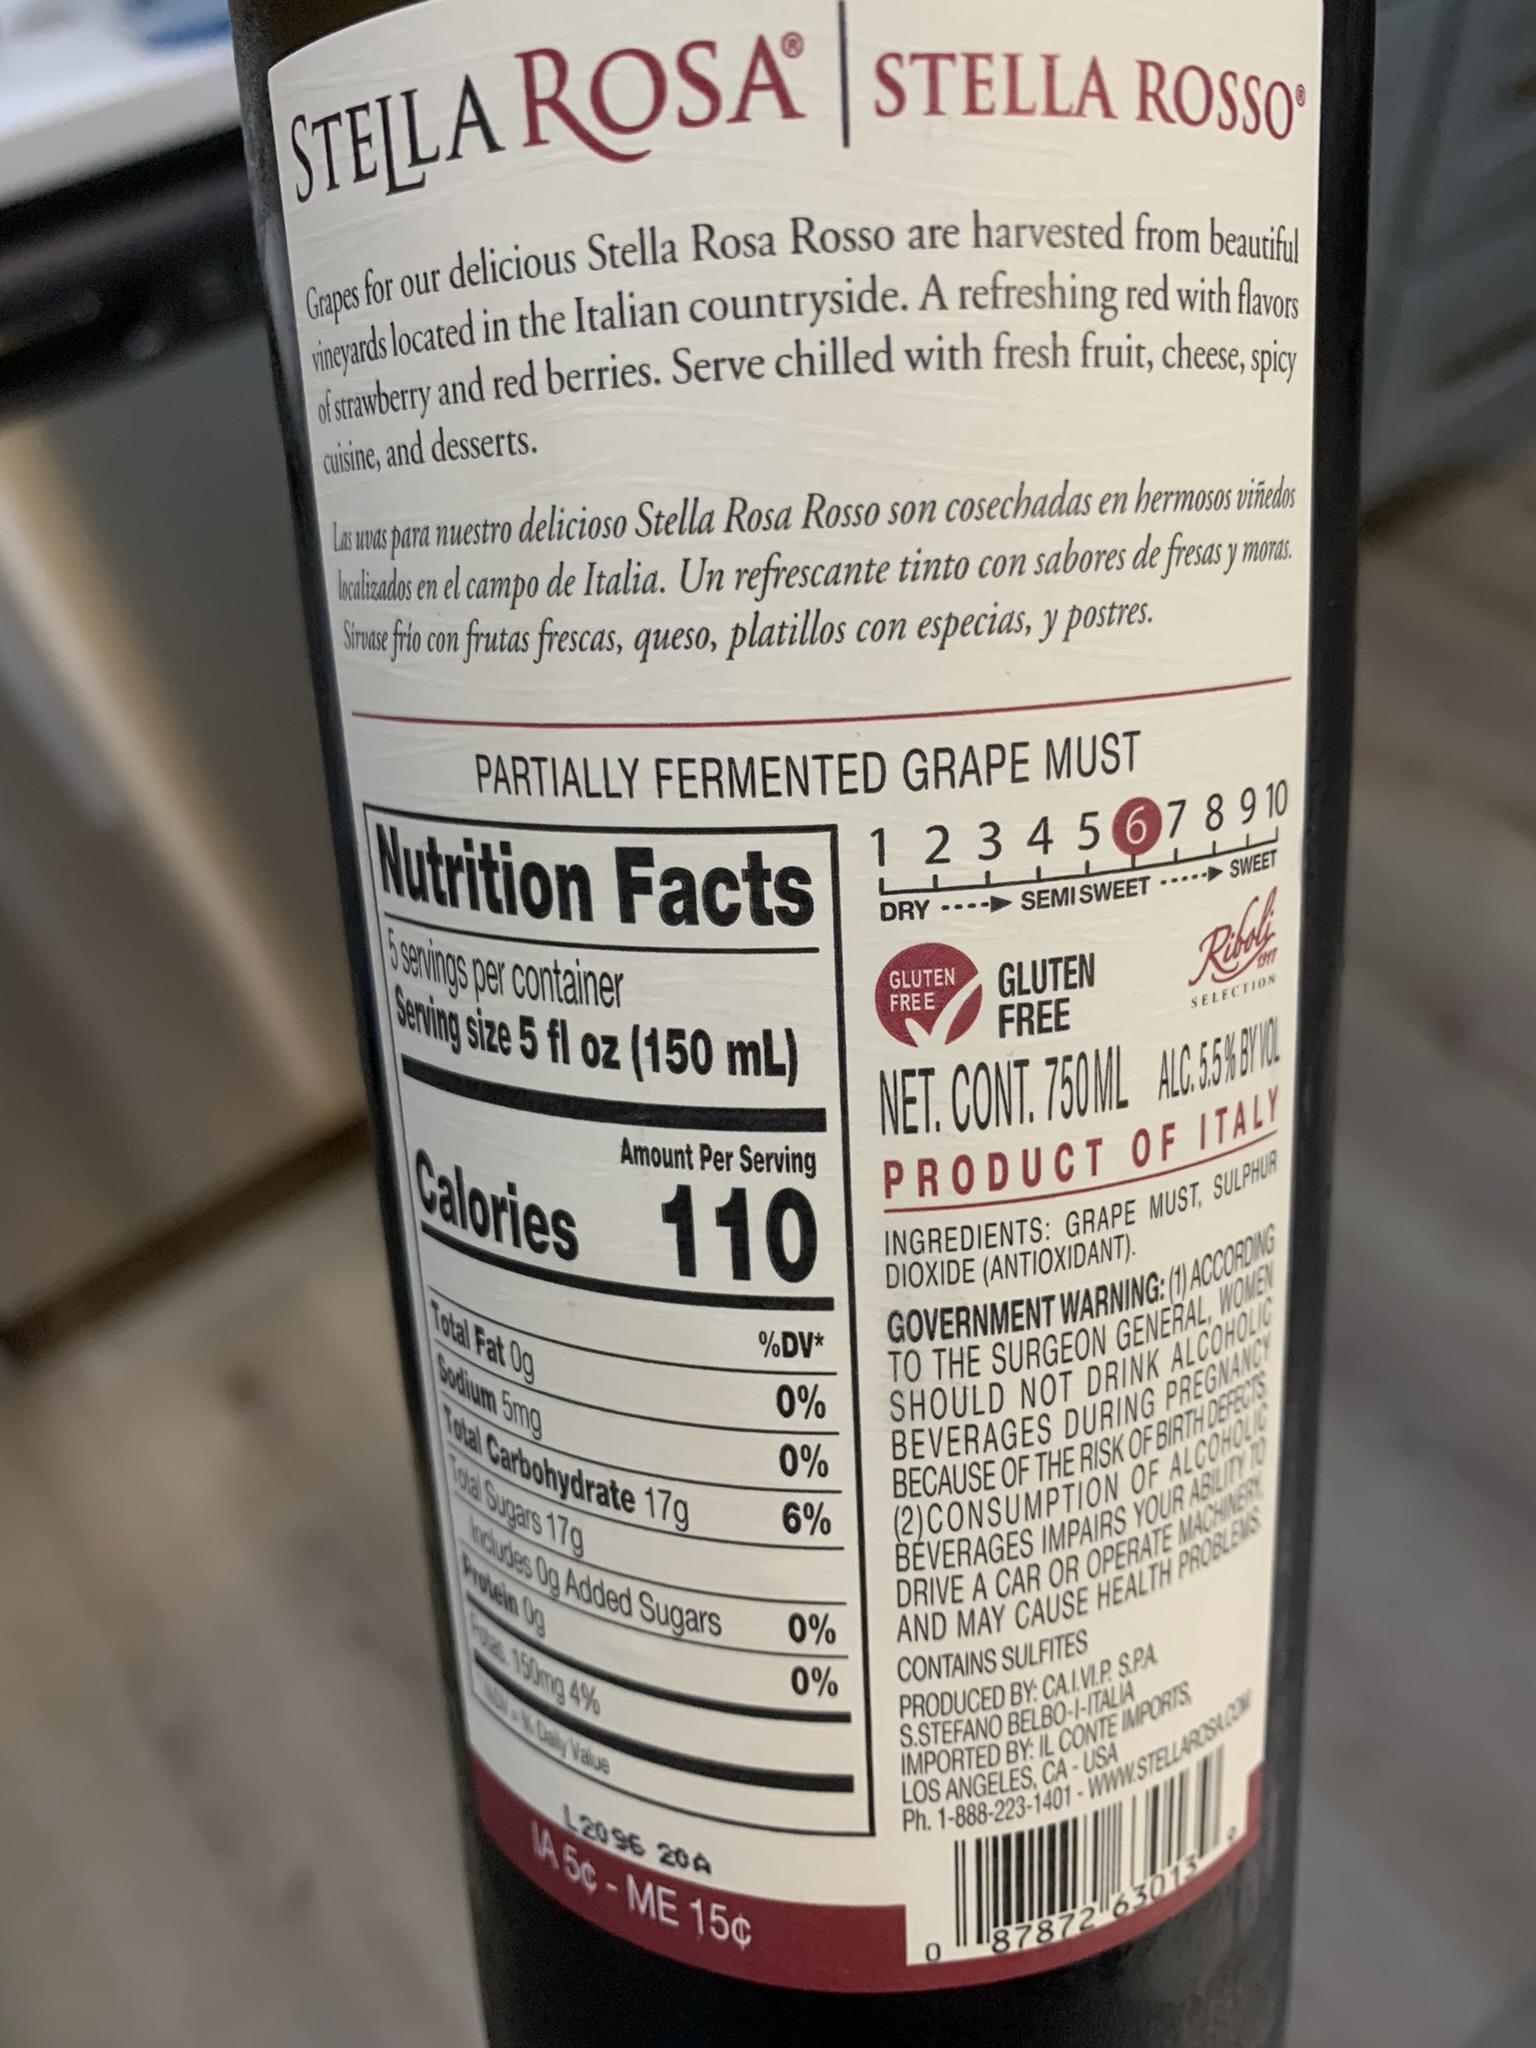 STELLA ROSA® | STELLA ROSSO®
Grapes for our delicious Stella Rosa Rosso are harvested from beautiful
vineyards located in the Italian countryside. A refreshing red with flavors
of strawberry and red berries. Serve chilled with fresh fruit, cheese, spicy
cuisine, and desserts.
Las uvas para nuestro delicioso Stella Rosa Rosso son cosechadas en hermosos viñedos
localizados en el campo de Italia. Un refrescante tinto con sabores de fresas y moras.
Sírvase frío con frutas frescas, queso, platillos con especias, y postres.
PARTIALLY FERMENTED GRAPE MUST
Nutrition Facts
5 servings per container
Serving size 5 fl oz (150 mL)
Amount Per Serving
Calories 110
%DV*
Total Fat 0g 0%
Sodium 5mg 0%
Total Carbohydrate 17g 6%
Total Sugars 17g
Includes 0g Added Sugars 0%
Protein 0g 0%
Potas. 150mg 4%
*%DV = % Daily Value
1 2 3 4 5 6 7 8 9 10
DRY ----> SEMI SWEET -----> SWEET
GLUTEN
FREE
GLUTEN
FREE
Riboli
1917
SELECTION
NET. CONT. 750ML ALC. 5.5% BY VOL
PRODUCT OF ITALY
INGREDIENTS: GRAPE MUST, SULPHUR
DIOXIDE (ANTIOXIDANT).
GOVERNMENT WARNING: (1) ACCORDING
TO THE SURGEON GENERAL, WOMEN
SHOULD NOT DRINK ALCOHOLIC
BEVERAGES DURING PREGNANCY
BECAUSE OF THE RISK OF BIRTH DEFECTS.
(2)CONSUMPTION OF ALCOHOLIC
BEVERAGES IMPAIRS YOUR ABILITY TO
DRIVE A CAR OR OPERATE MACHINERY,
AND MAY CAUSE HEALTH PROBLEMS.
CONTAINS SULFITES
PRODUCED BY: CA.I.VI.P. S.P.A.
S.STEFANO BELBO-I-ITALIA
IMPORTED BY: IL CONTE IMPORTS,
LOS ANGELES, CA - USA
Ph. 1-888-223-1401 - WWW.STELLAROSA.COM
L2096 20A
IA 5¢ - ME 15¢
0 87872 63013 0